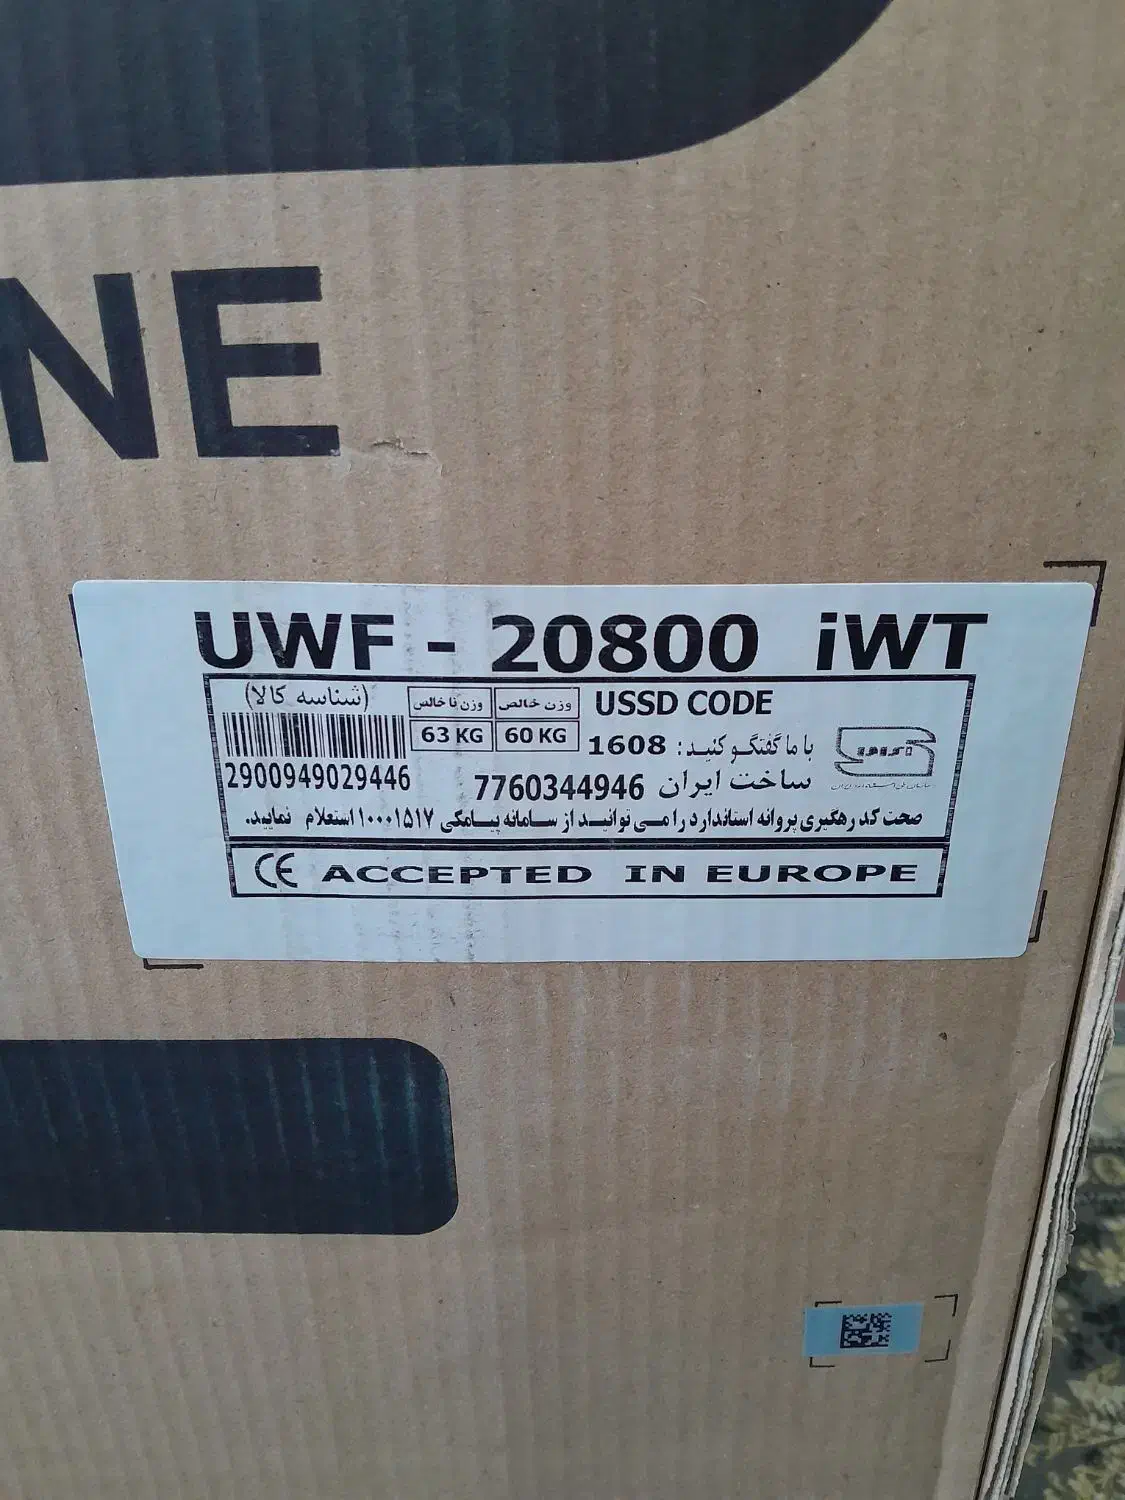 NE
UWF - 20800 iWT
(شناسه کالا) وزن ناخالص وزن خالص USSD CODE
63 KG 60 KG 1608 با ما گفتگو کنید:
2900949029446 7760344946 ساخت ایران
صحت کد رهگیری پروانه استاندارد را می توانید از سامانه پیامکی ۱۰۰۰۱۵۱۷ استعلام نمایید.
CE ACCEPTED IN EUROPE